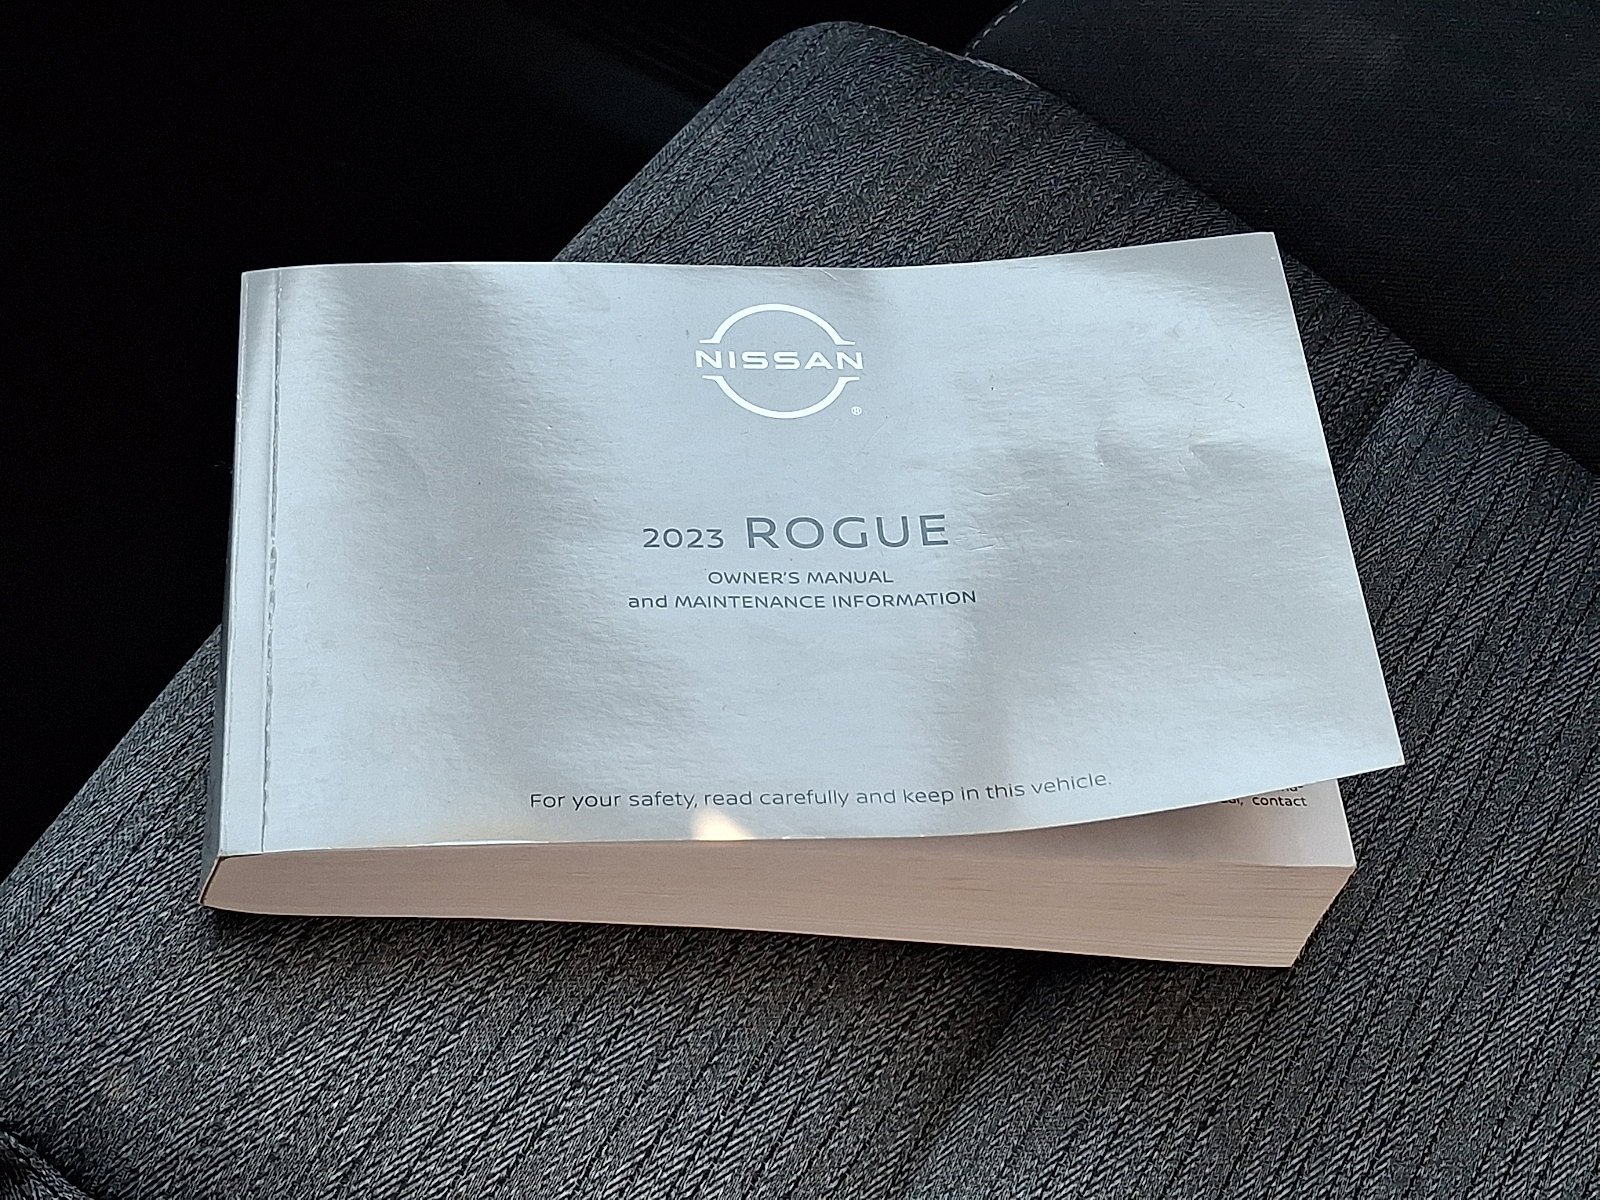 NISSAN
®
2023 ROGUE
OWNER'S MANUAL
and MAINTENANCE INFORMATION
For your safety, read carefully and keep in this vehicle.
contact